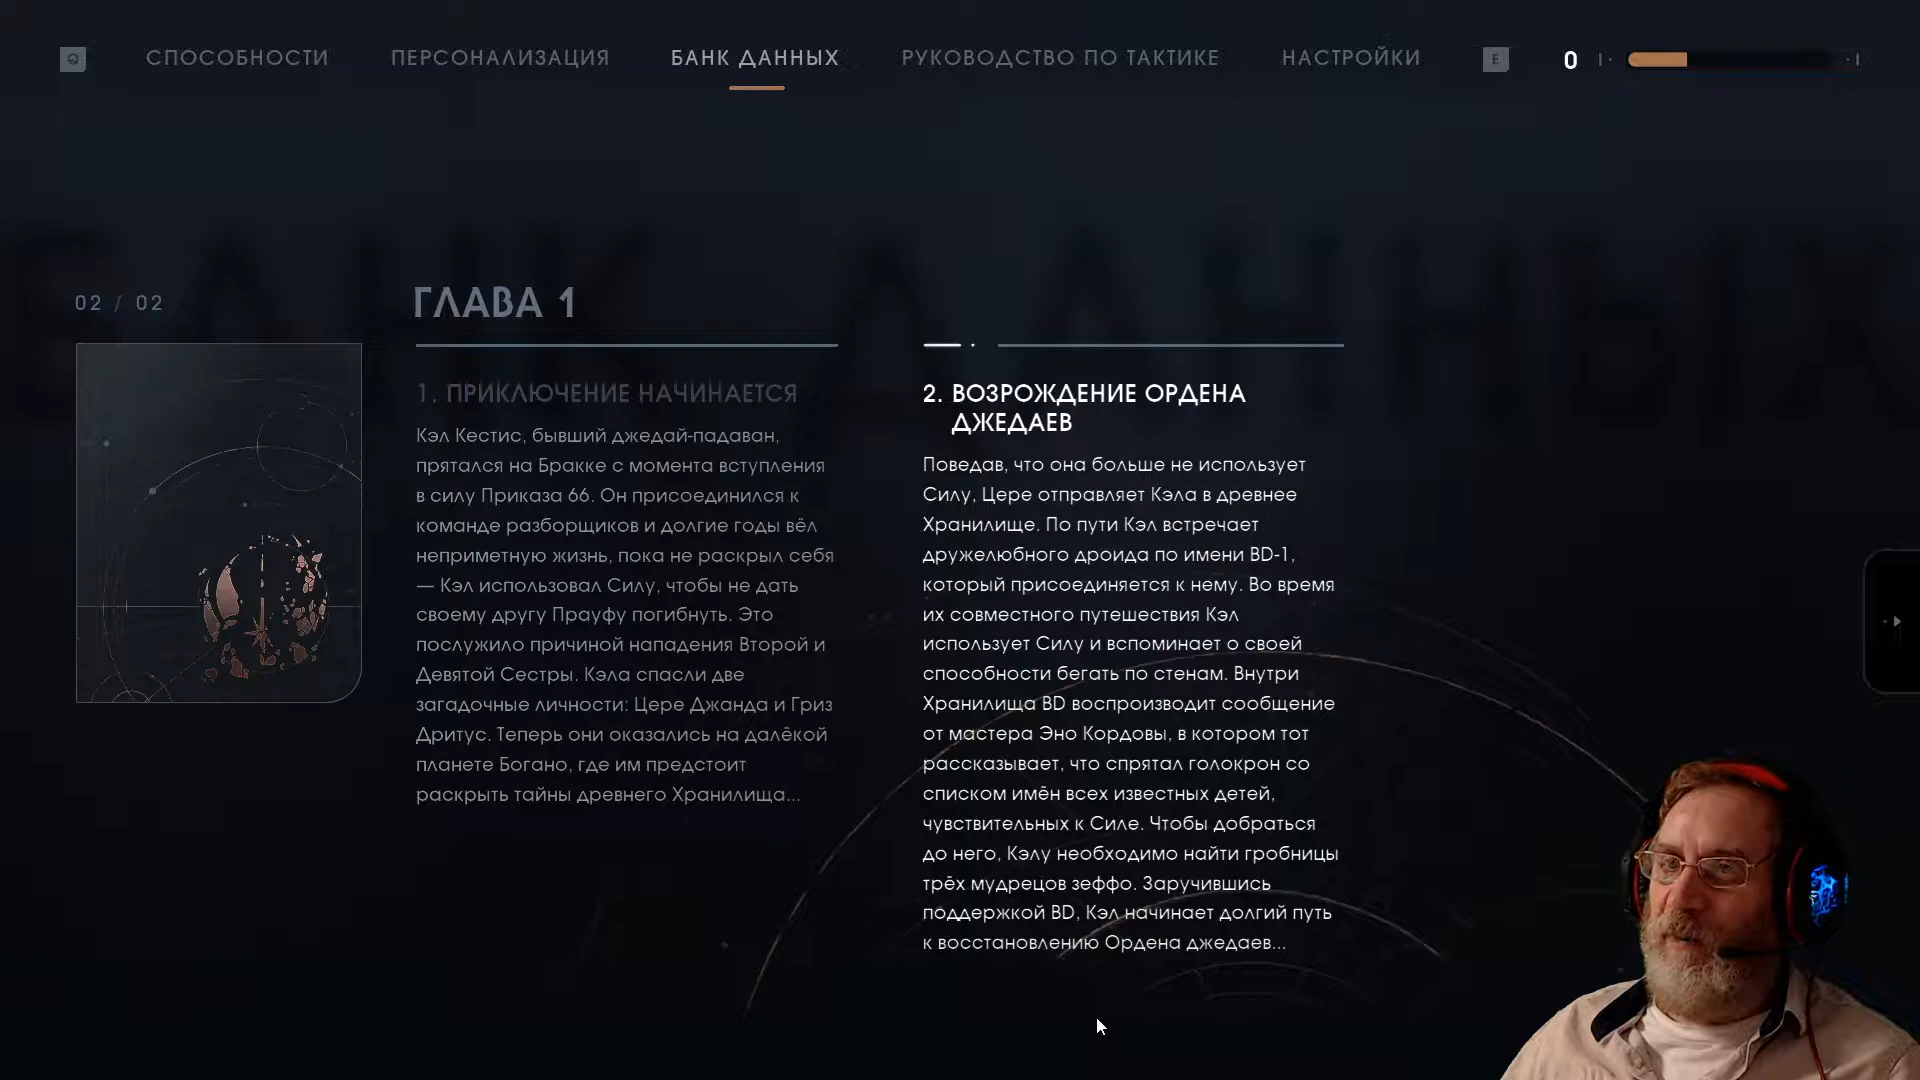 Q СПОСОБНОСТИ ПЕРСОНАЛИЗАЦИЯ БАНК ДАННЫХ РУКОВОДСТВО ПО ТАКТИКЕ НАСТРОЙКИ E 0
БАНК ДАННЫХ
02 / 02
ГЛАВА 1
1. ПРИКЛЮЧЕНИЕ НАЧИНАЕТСЯ
Кэл Кестис, бывший джедай-падаван,
прятался на Бракке с момента вступления
в силу Приказа 66. Он присоединился к
команде разборщиков и долгие годы вёл
неприметную жизнь, пока не раскрыл себя
— Кэл использовал Силу, чтобы не дать
своему другу Прауфу погибнуть. Это
послужило причиной нападения Второй и
Девятой Сестры. Кэла спасли две
загадочные личности: Цере Джанда и Гриз
Дритус. Теперь они оказались на далёкой
планете Богано, где им предстоит
раскрыть тайны древнего Хранилища...
2. ВОЗРОЖДЕНИЕ ОРДЕНА
ДЖЕДАЕВ
Поведав, что она больше не использует
Силу, Цере отправляет Кэла в древнее
Хранилище. По пути Кэл встречает
дружелюбного дроида по имени BD-1,
который присоединяется к нему. Во время
их совместного путешествия Кэл
использует Силу и вспоминает о своей
способности бегать по стенам. Внутри
Хранилища BD воспроизводит сообщение
от мастера Эно Кордовы, в котором тот
рассказывает, что спрятал голокрон со
списком имён всех известных детей,
чувствительных к Силе. Чтобы добраться
до него, Кэлу необходимо найти гробницы
трёх мудрецов зеффо. Заручившись
поддержкой BD, Кэл начинает долгий путь
к восстановлению Ордена джедаев...